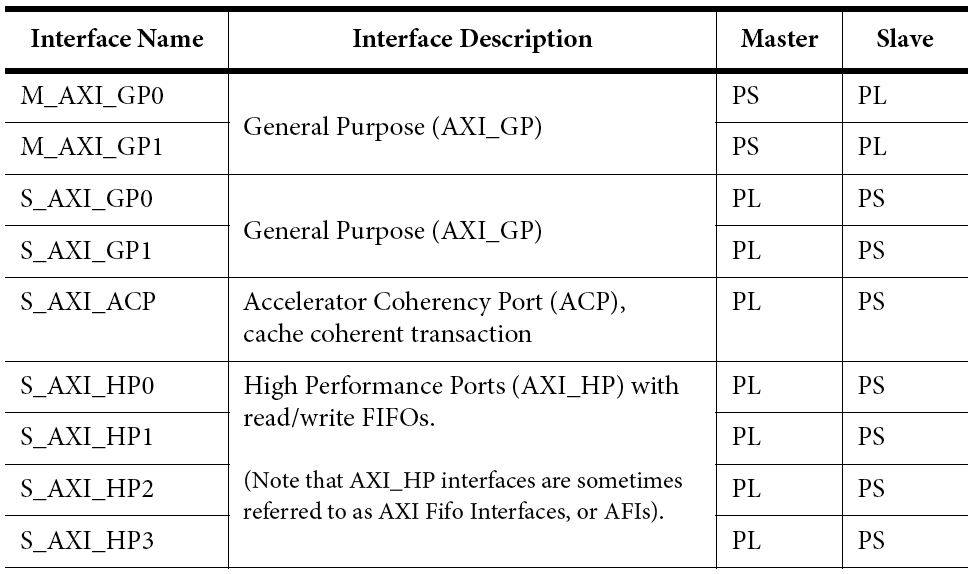 Interface Name Interface Description Master Slave
M_AXI_GP0 General Purpose (AXI_GP) PS PL
M_AXI_GP1 PS PL
S_AXI_GP0 General Purpose (AXI_GP) PL PS
S_AXI_GP1 PL PS
S_AXI_ACP Accelerator Coherency Port (ACP), PL PS
cache coherent transaction
S_AXI_HP0 High Performance Ports (AXI_HP) with PL PS
read/write FIFOs.
S_AXI_HP1 PL PS
(Note that AXI_HP interfaces are sometimes
S_AXI_HP2 PL PS
referred to as AXI Fifo Interfaces, or AFIs).
S_AXI_HP3 PL PS